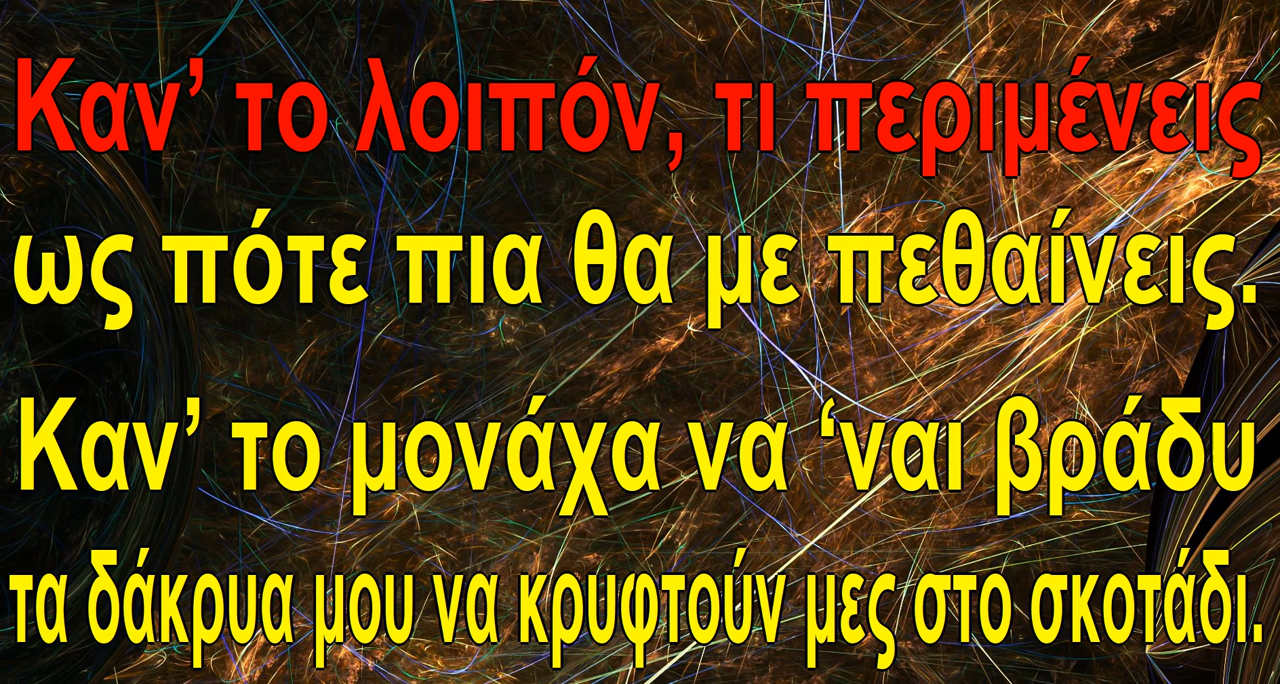 Καν’ το λοιπόν, τι περιμένεις
ως πότε πια θα με πεθαίνεις.
Καν’ το μονάχα να ‘ναι βράδυ
τα δάκρυα μου να κρυφτούν μες στο σκοτάδι.